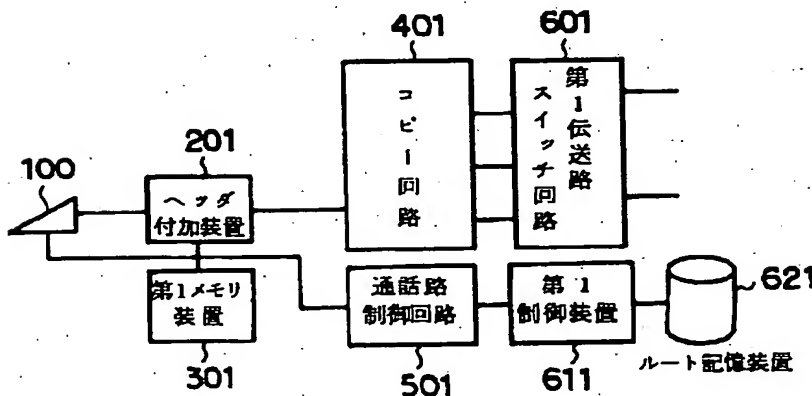 401
601
コピー回路
第1伝送路
スイッチ回路
201
100
ヘッダ
付加装置
第1メモリ
装置
301
通話路
制御回路
501
第1
制御装置
611
621
ルート記憶装置